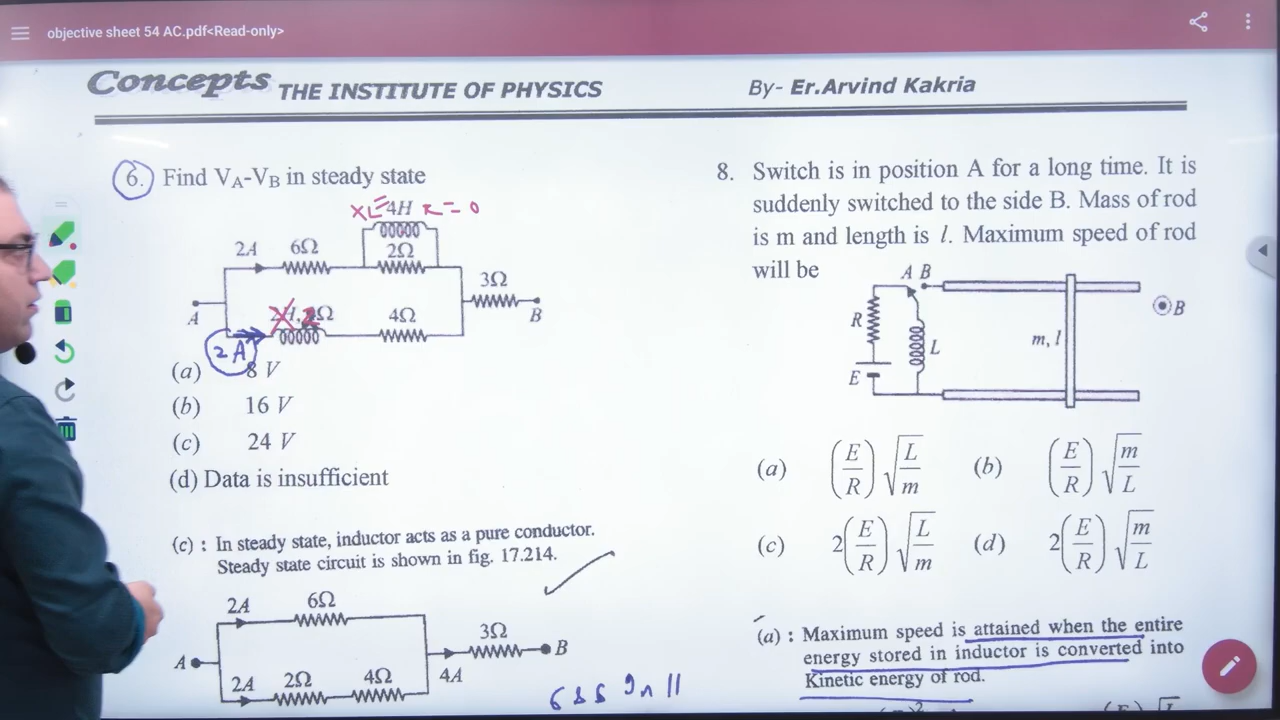 objective sheet 54 AC.pdf<Read-only>
Concepts THE INSTITUTE OF PHYSICS
By- Er.Arvind Kakria
6. Find V_A-V_B in steady state
XL= 4H R=0
2A 6Ω 2Ω
3Ω
A B
2Ω 4Ω
2A
(a) 8 V
(b) 16 V
(c) 24 V
(d) Data is insufficient
(c) : In steady state, inductor acts as a pure conductor.
Steady state circuit is shown in fig. 17.214.
2A 6Ω
3Ω
A B
2A 2Ω 4Ω 4A
6 & 6 In ||
8. Switch is in position A for a long time. It is
suddenly switched to the side B. Mass of rod
is m and length is l. Maximum speed of rod
will be
A B
B
R
L
m, l
E
(a) (E/R) √(L/m) (b) (E/R) √(m/L)
(c) 2(E/R) √(L/m) (d) 2(E/R) √(m/L)
(a) : Maximum speed is attained when the entire
energy stored in inductor is converted into
Kinetic energy of rod.